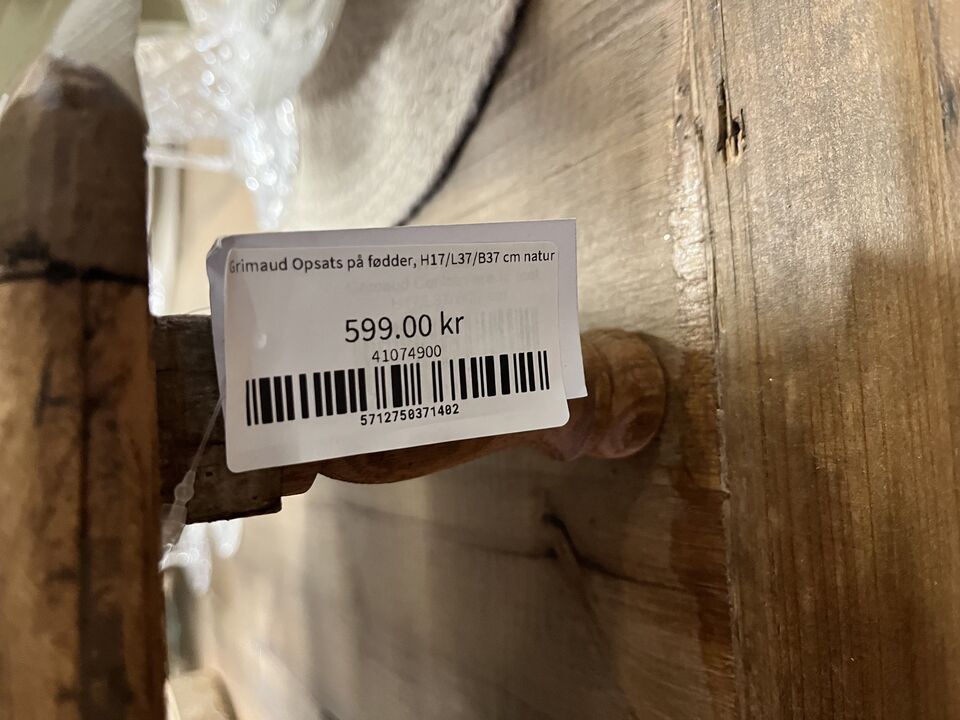 Grimaud Opsats på fødder, H17/L37/B37 cm natur
599.00 kr
41074900
5712750371402